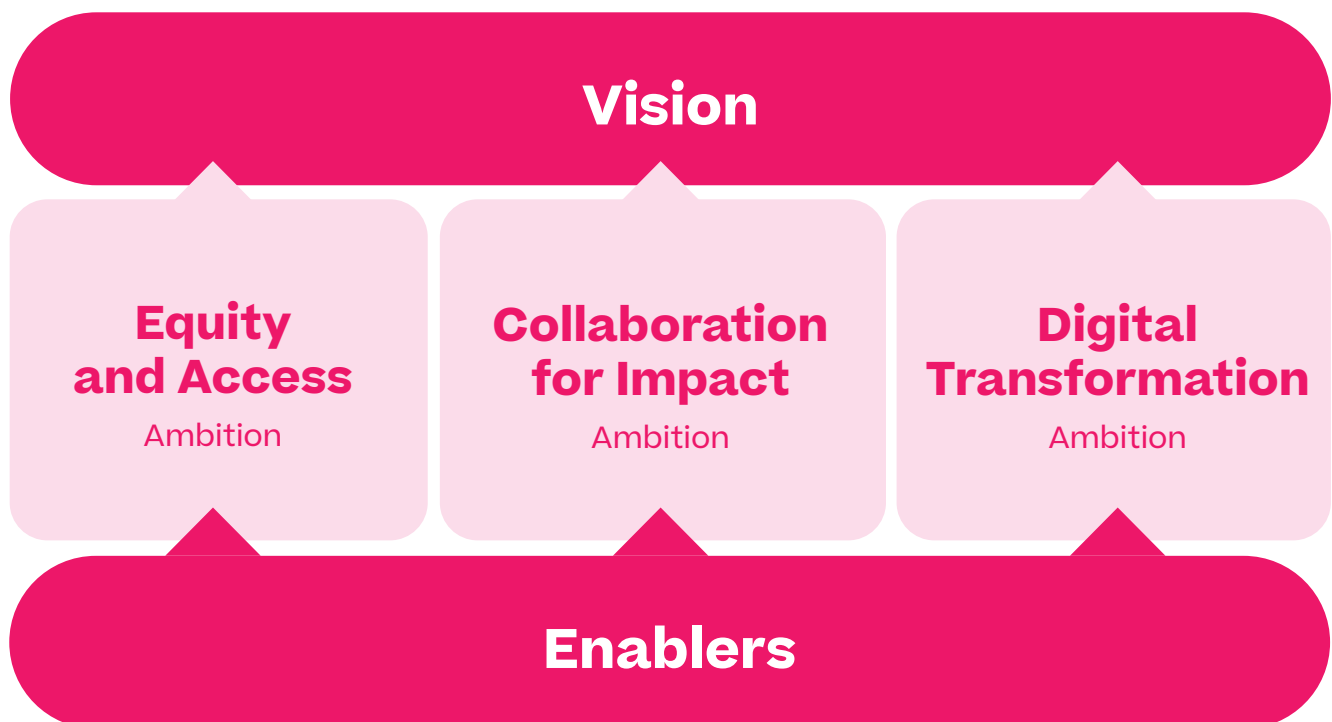 Vision
Equity
and Access
Ambition
Collaboration
for Impact
Ambition
Digital
Transformation
Ambition
Enablers